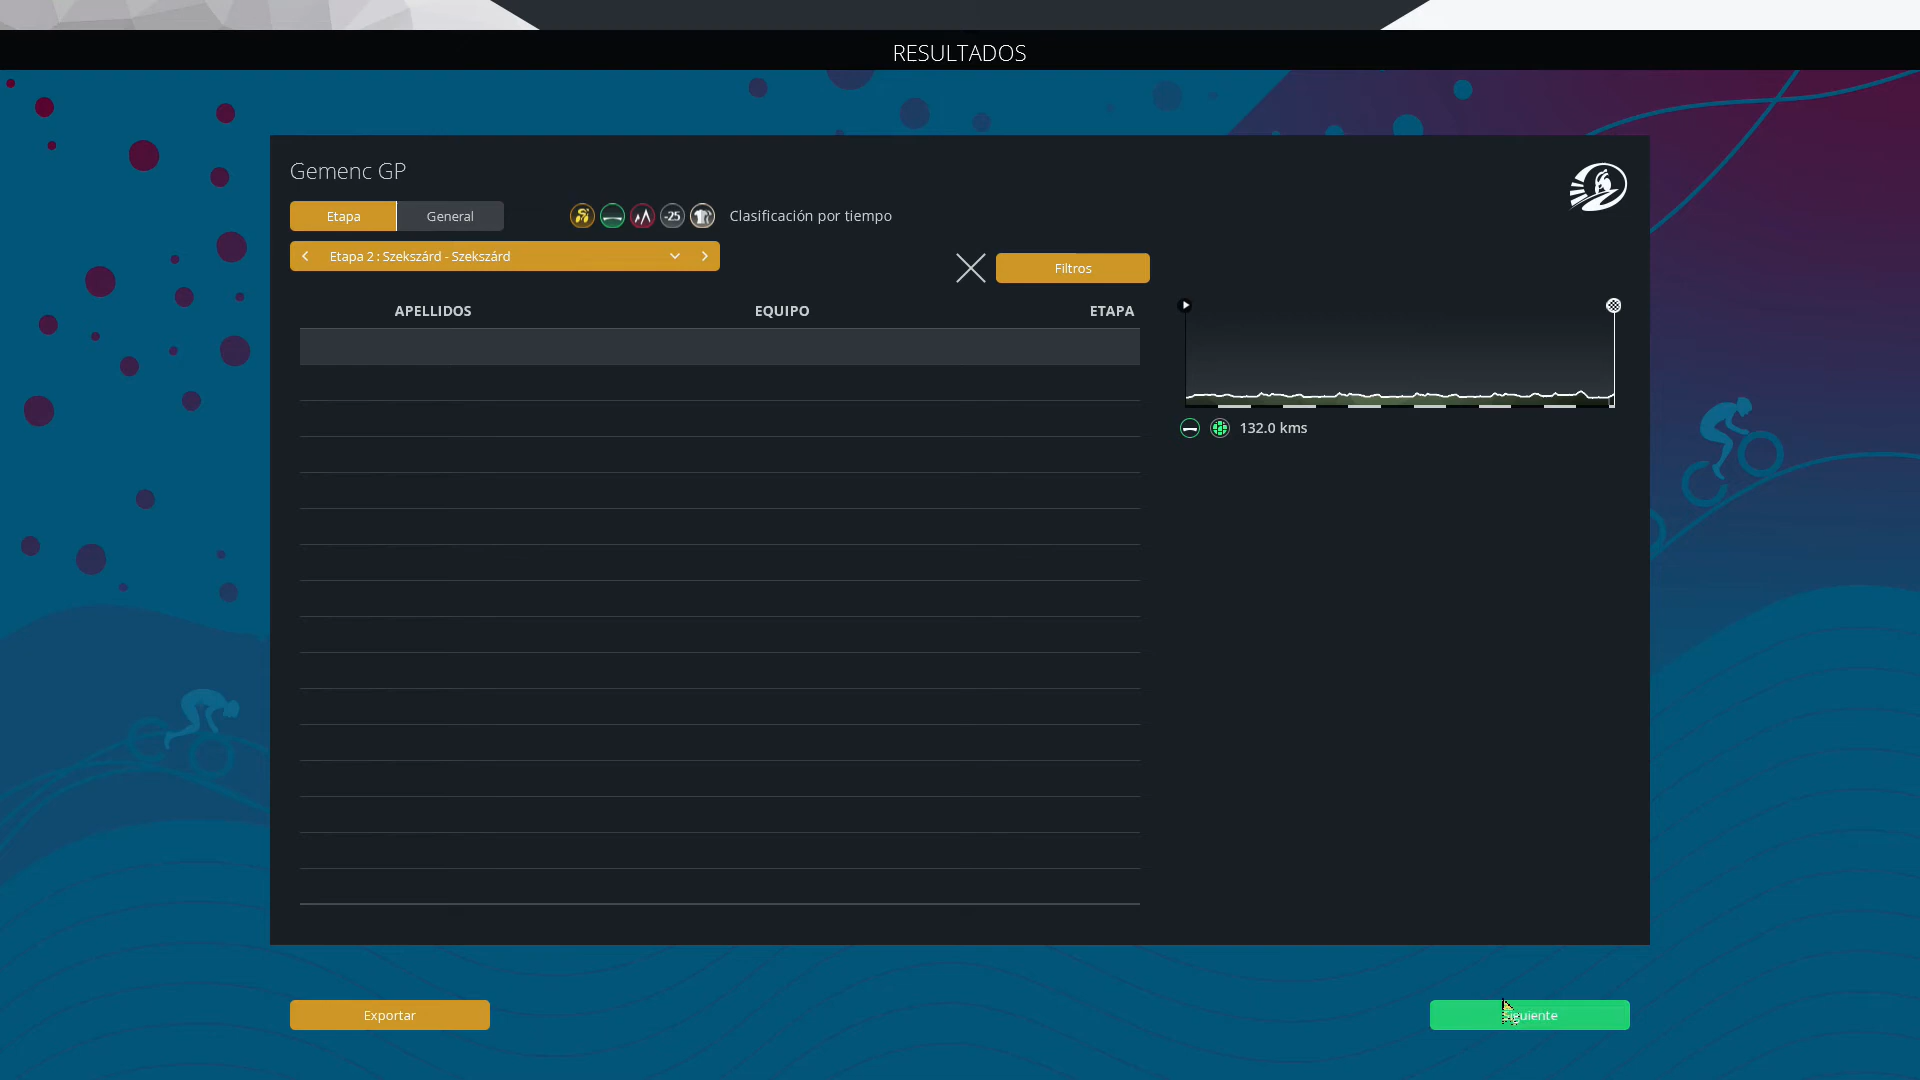 RESULTADOS
Gemenc GP
Etapa General -25 Clasificación por tiempo
Etapa 2 : Szekszárd - Szekszárd
Filtros
APELLIDOS EQUIPO ETAPA
132.0 kms
Exportar Siguiente